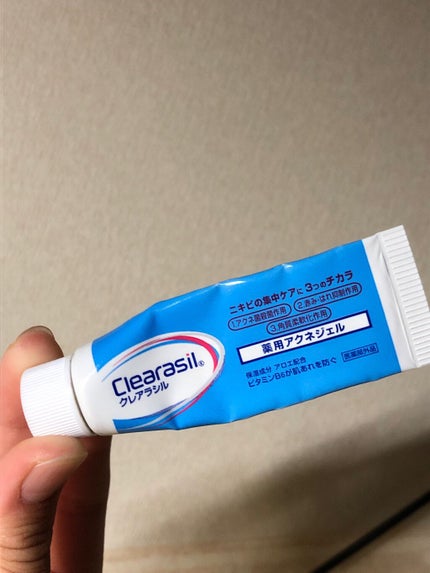 Clearasil®
クレアラシル
ニキビの集中ケアに 3つのチカラ
1.アクネ菌殺菌作用 2.赤み・はれ抑制作用
3.角質柔軟化作用
薬用アクネジェル
保湿成分 アロエ配合
ビタミンB6が肌あれを防ぐ 医薬部外品